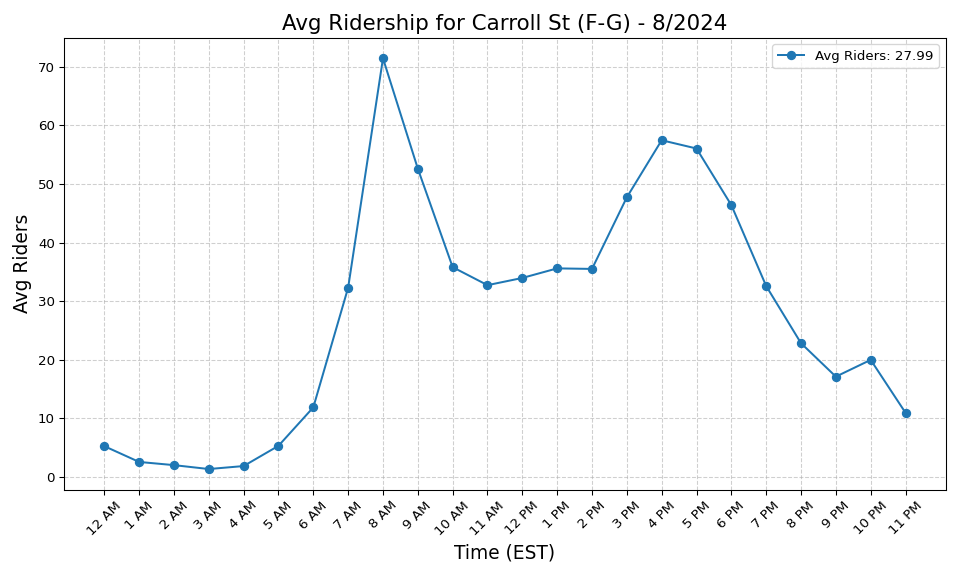 Avg Ridership for Carroll St (F-G) - 8/2024
Avg Riders: 27.99
Avg Riders
70
60
50
40
30
20
10
0
12 AM
1 AM
2 AM
3 AM
4 AM
5 AM
6 AM
7 AM
8 AM
9 AM
10 AM
11 AM
12 PM
1 PM
2 PM
3 PM
4 PM
5 PM
6 PM
7 PM
8 PM
9 PM
10 PM
11 PM
Time (EST)